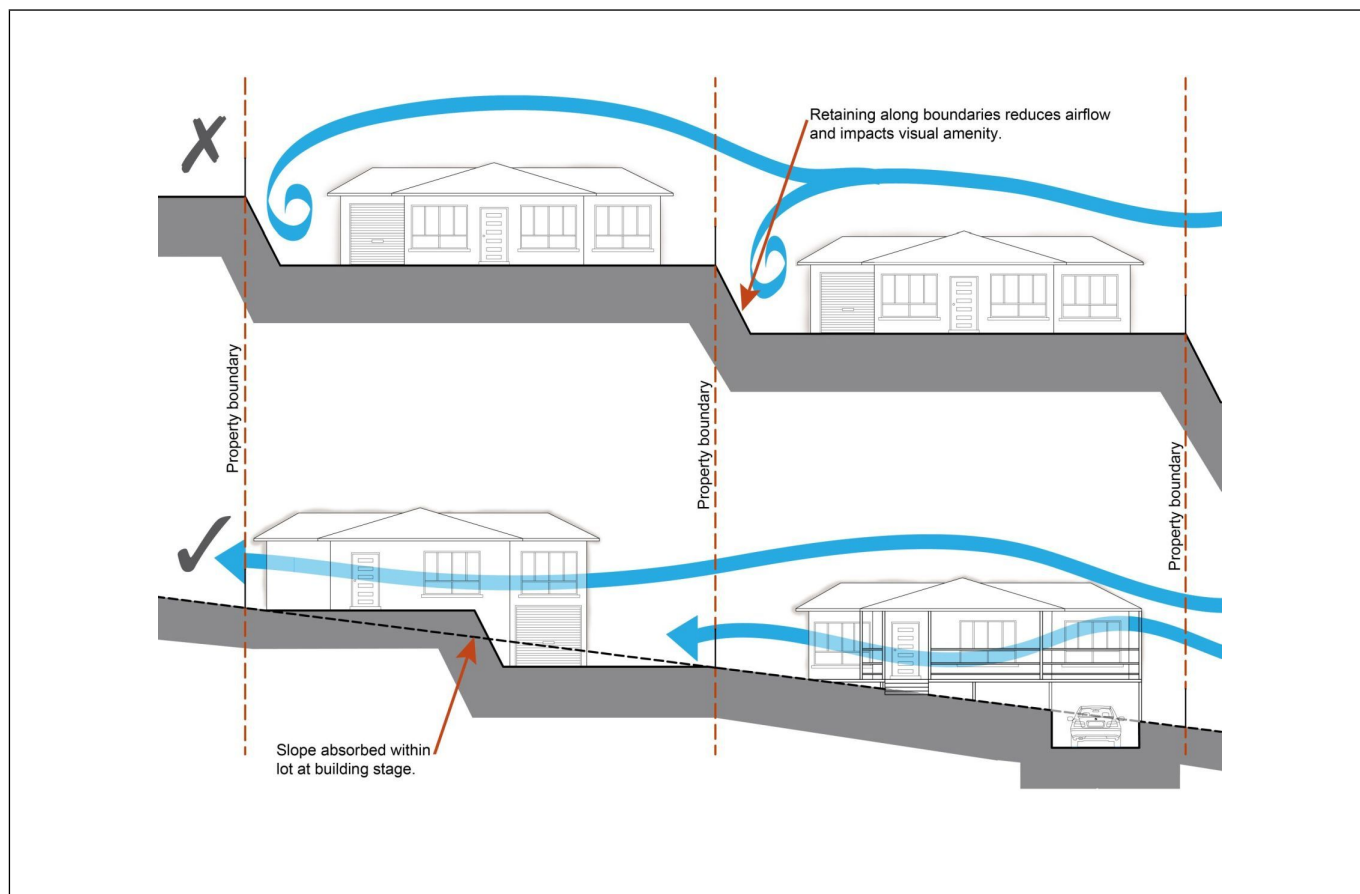 Retaining along boundaries reduces airflow
and impacts visual amenity.
Property boundary
Property boundary
Property boundary
Slope absorbed within
lot at building stage.